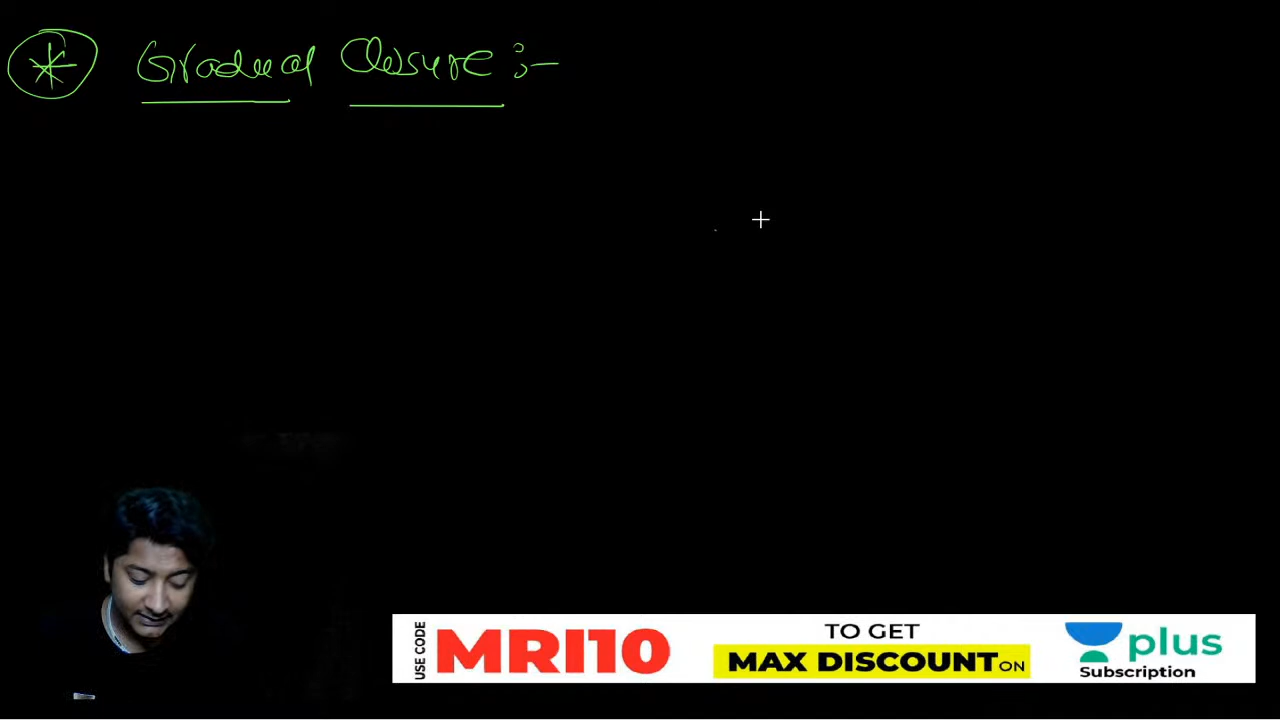 * Gradual Closure :-
USE CODE
MRI10
TO GET
MAX DISCOUNT ON
plus
Subscription